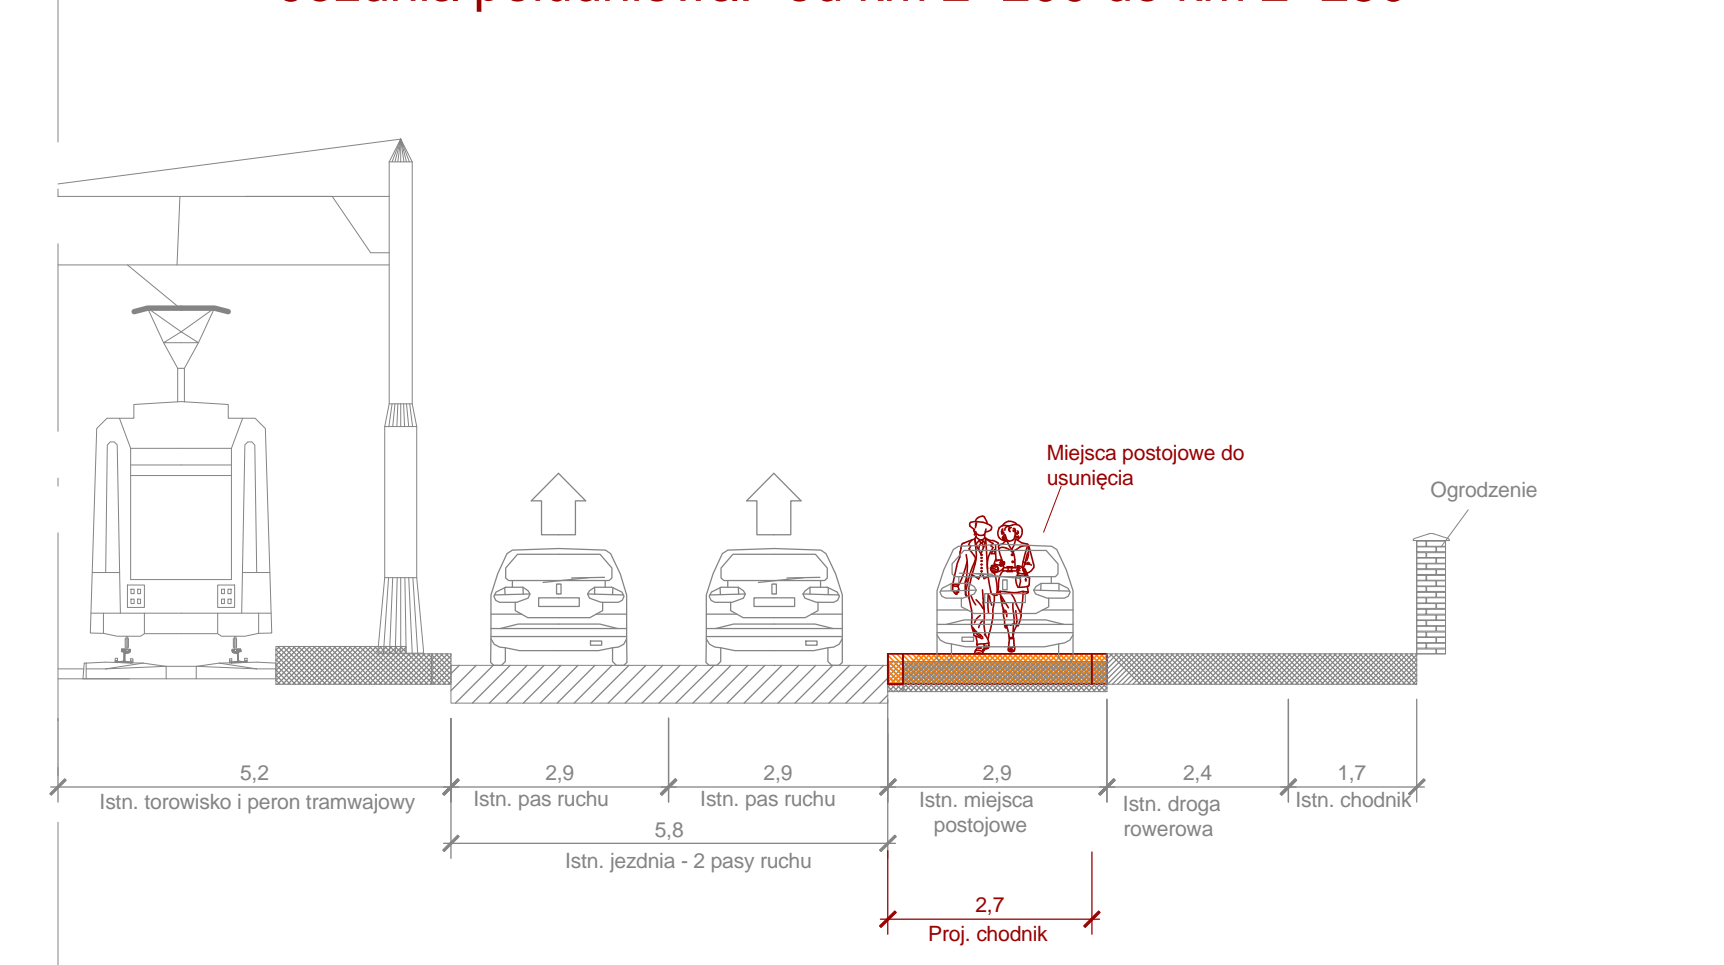 Miejsca postojowe do
usunięcia
Ogrodzenie
5,2
2,9
2,9
2,9
2,4
1,7
Istn. torowisko i peron tramwajowy
Istn. pas ruchu
Istn. pas ruchu
Istn. miejsca
postojowe
Istn. droga
rowerowa
Istn. chodnik
5,8
Istn. jezdnia - 2 pasy ruchu
2,7
Proj. chodnik